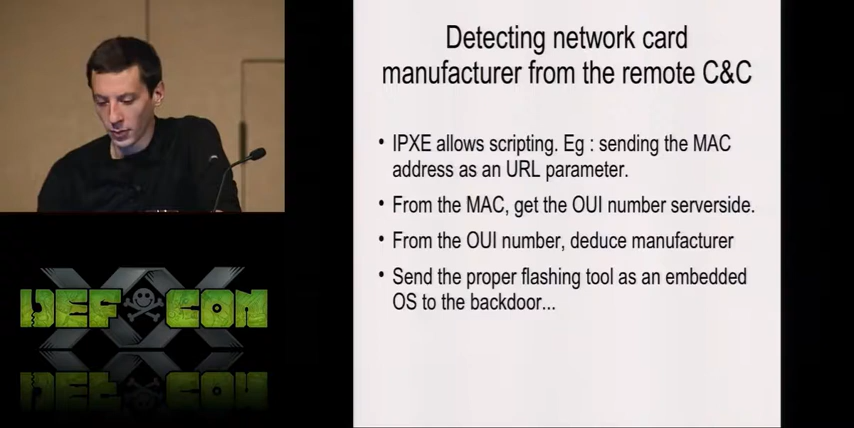 Detecting network card
manufacturer from the remote C&C
• IPXE allows scripting. Eg : sending the MAC
address as an URL parameter.
• From the MAC, get the OUI number serverside.
• From the OUI number, deduce manufacturer
• Send the proper flashing tool as an embedded
OS to the backdoor...
XX
DEF CON